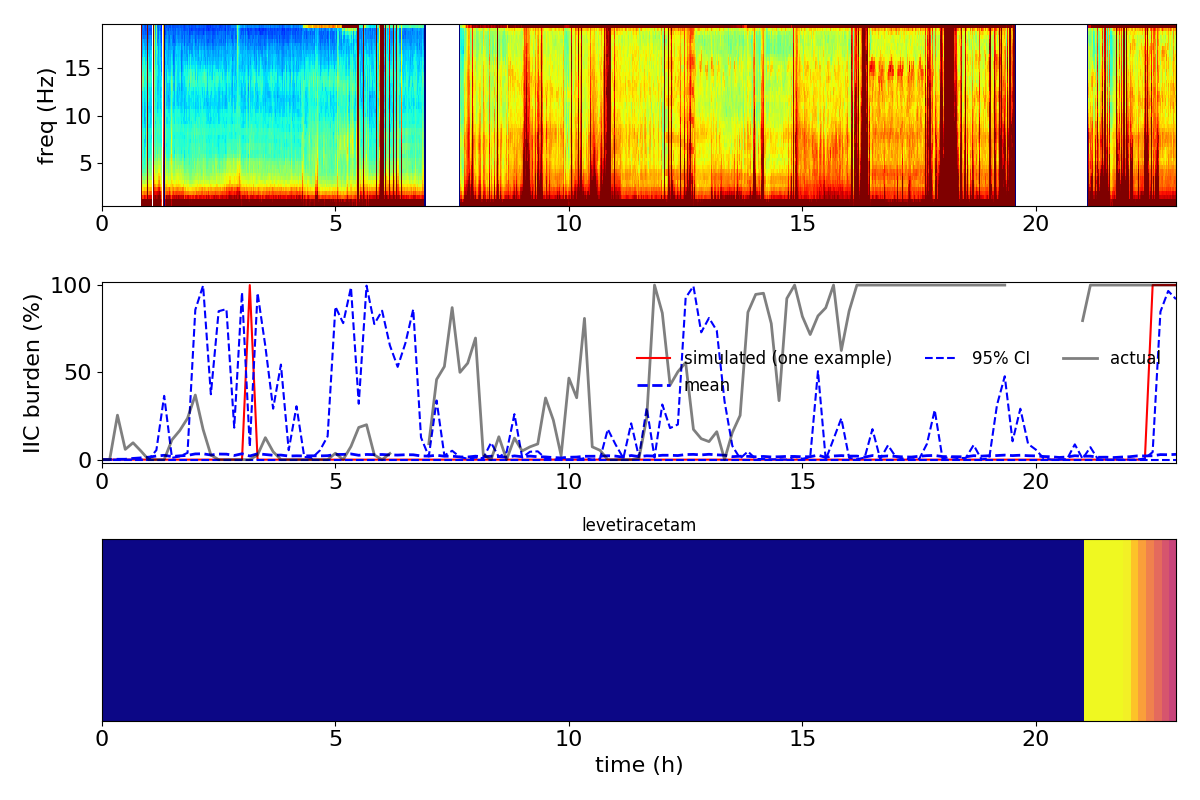 freq (Hz)
15
10
5
0 5 10 15 20
IIC burden (%)
100
50
0
simulated (one example) 95% CI actual
mean
0 5 10 15 20
levetiracetam
0 5 10 15 20
time (h)